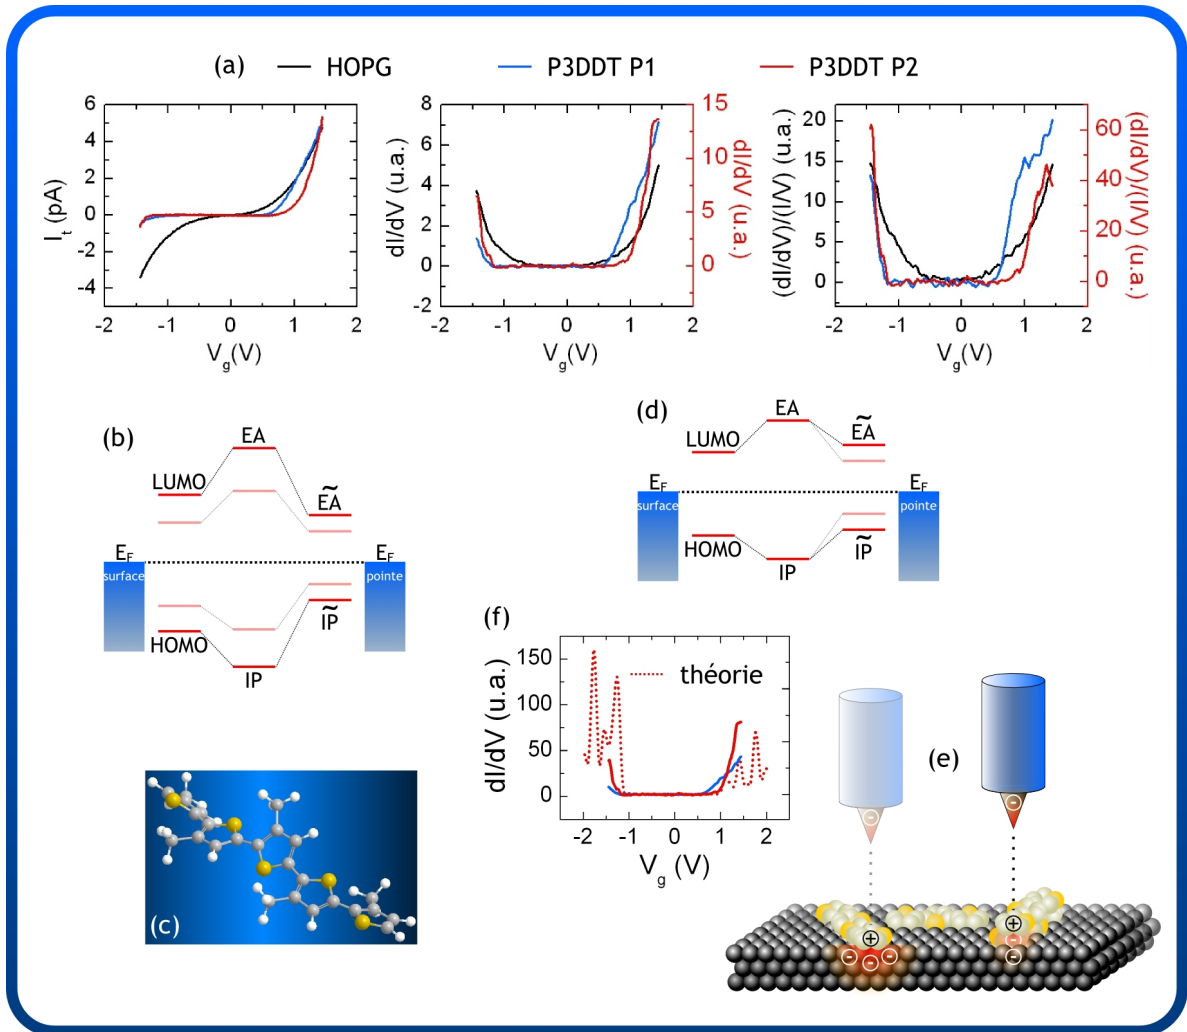 (a) HOPG P3DDT P1 P3DDT P2
6
4
2
0
-2
-4
I_t (pA)
-2 -1 0 1 2
V_g(V)
8
6
4
2
0
-2
dI/dV (u.a.)
15
10
5
0
dI/dV (u.a.)
-2 -1 0 1 2
V_g(V)
20
15
10
5
0
(dI/dV)/(I/V) (u.a.)
60
40
20
0
(dI/dV)/(I/V) (u.a.)
-2 -1 0 1 2
V_g(V)
(b)
EA
LUMO
ẼA
E_F
surface
E_F
pointe
HOMO
ĨP
IP
(d)
EA
LUMO
ẼA
E_F
surface
E_F
pointe
HOMO
ĨP
IP
(c)
(f)
150
100
50
0
dI/dV (u.a.)
théorie
-2 -1 0 1 2
V_g (V)
(e)
- -
+ +
- - - - -